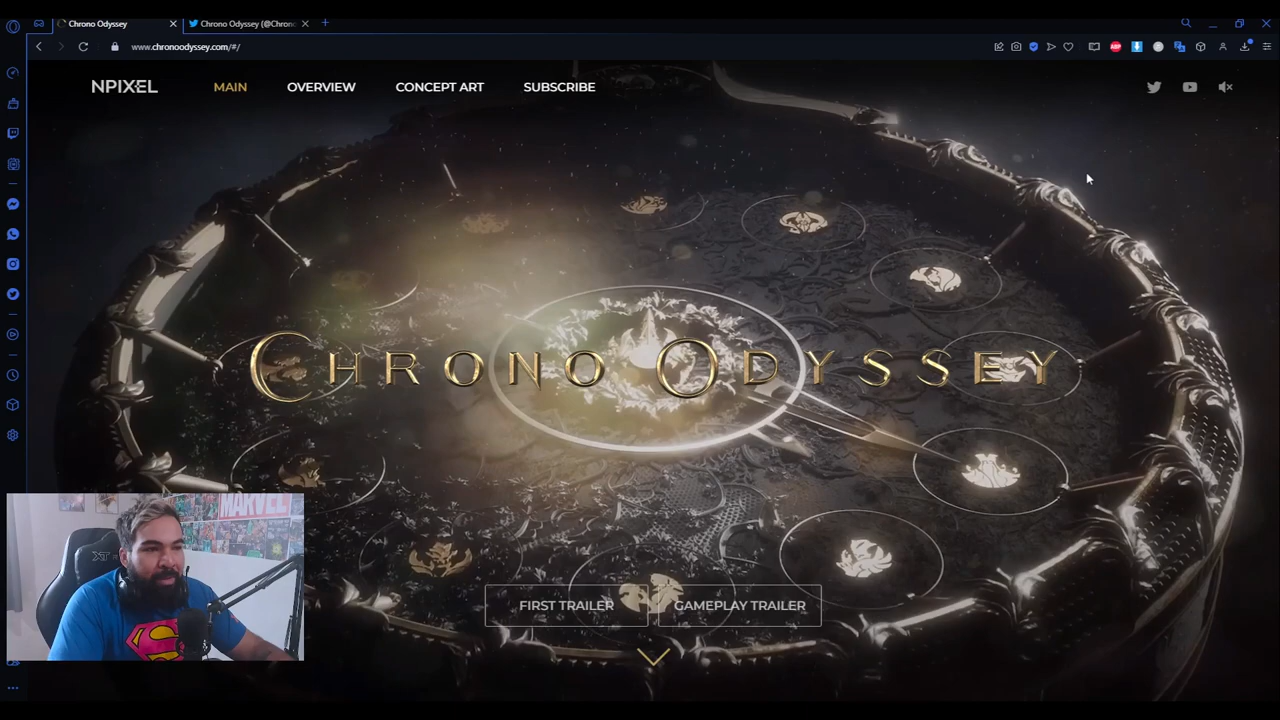 Chrono Odyssey
Chrono Odyssey (@Chrono
www.chronoodyssey.com/#/
NPIXEL
MAIN
OVERVIEW
CONCEPT ART
SUBSCRIBE
CHRONO ODYSSEY
MARVEL
XT
FIRST TRAILER
GAMEPLAY TRAILER